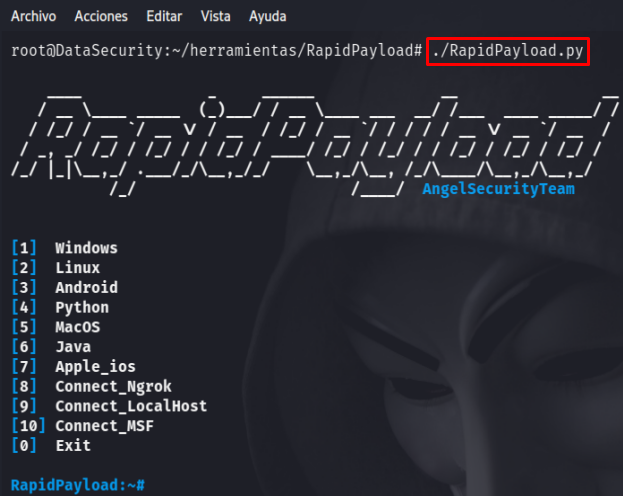 Archivo Acciones Editar Vista Ayuda
root@DataSecurity:~/herramientas/RapidPayload# ./RapidPayload.py
RapidPayload
AngelSecurityTeam
[1] Windows
[2] Linux
[3] Android
[4] Python
[5] MacOS
[6] Java
[7] Apple_ios
[8] Connect_Ngrok
[9] Connect_LocalHost
[10] Connect_MSF
[0] Exit
RapidPayload:~#